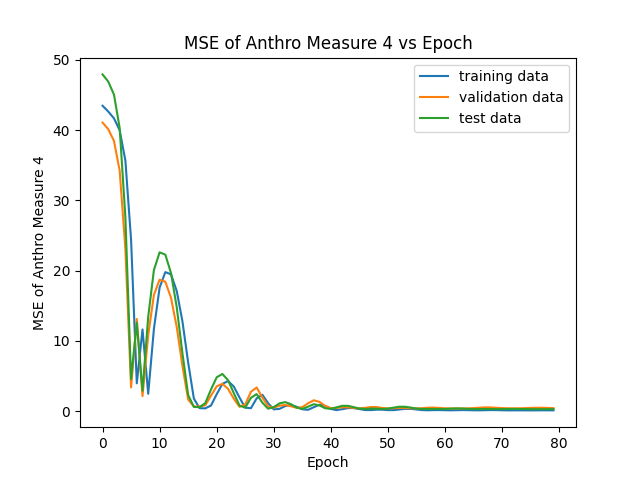 MSE of Anthro Measure 4 vs Epoch
training data
validation data
test data
MSE of Anthro Measure 4
50
40
30
20
10
0
0 10 20 30 40 50 60 70 80
Epoch